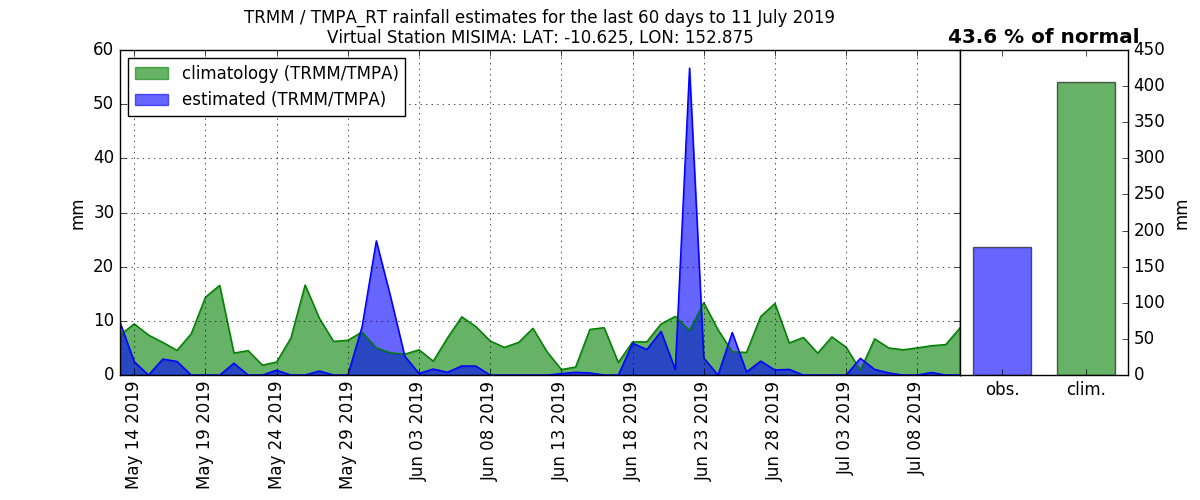 TRMM / TMPA_RT rainfall estimates for the last 60 days to 11 July 2019
Virtual Station MISIMA: LAT: -10.625, LON: 152.875
43.6 % of normal
climatology (TRMM/TMPA)
estimated (TRMM/TMPA)
60
50
40
30
20
10
0
mm
May 14 2019
May 19 2019
May 24 2019
May 29 2019
Jun 03 2019
Jun 08 2019
Jun 13 2019
Jun 18 2019
Jun 23 2019
Jun 28 2019
Jul 03 2019
Jul 08 2019
obs.
clim.
450
400
350
300
250
200
150
100
50
0
mm